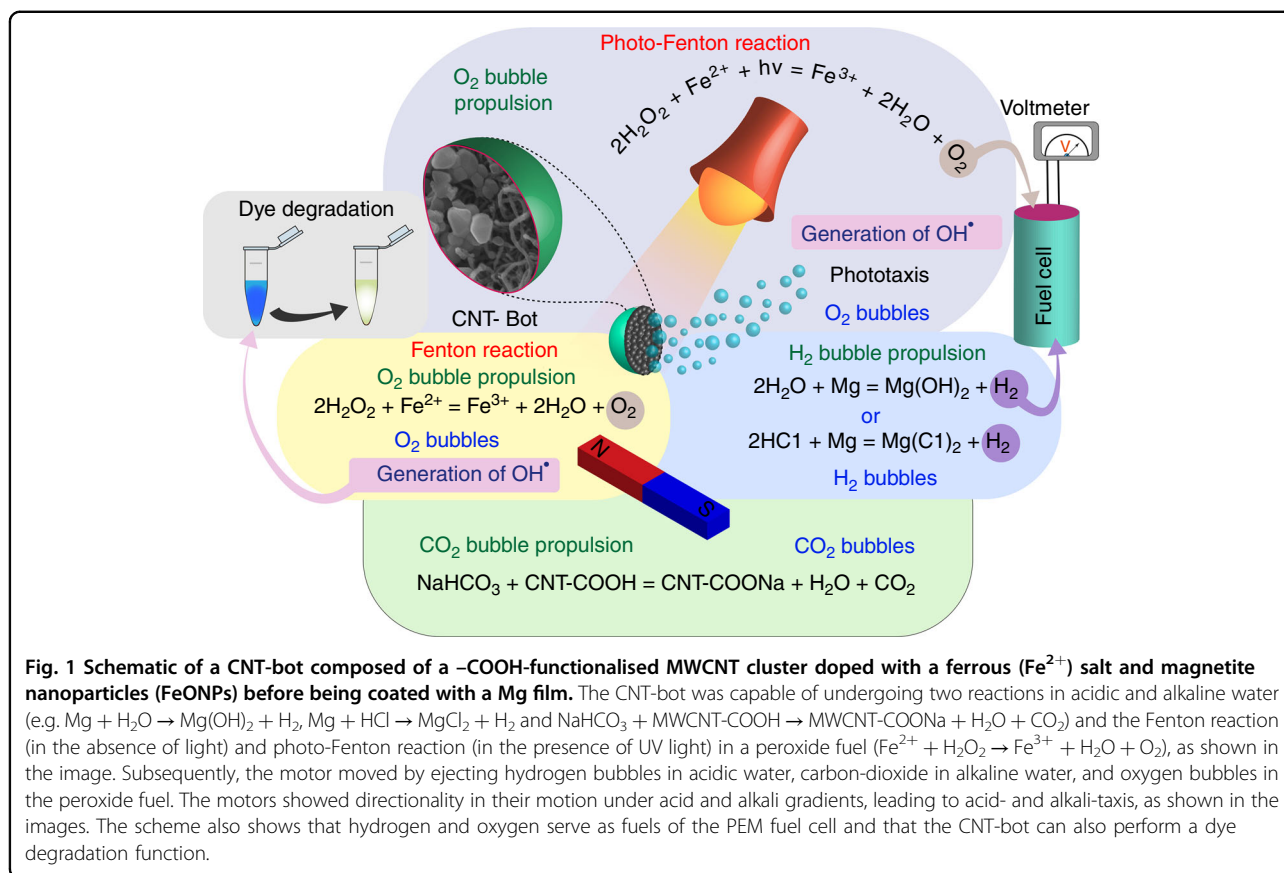 Photo-Fenton reaction
O₂ bubble
propulsion
2H₂O₂ + Fe²⁺ + hv = Fe³⁺ + 2H₂O + O₂
Voltmeter
V
Dye degradation
Generation of OH•
Phototaxis
O₂ bubbles
Fuel cell
CNT- Bot
Fenton reaction
O₂ bubble propulsion
2H₂O₂ + Fe²⁺ = Fe³⁺ + 2H₂O + O₂
O₂ bubbles
Generation of OH•
H₂ bubble propulsion
2H₂O + Mg = Mg(OH)₂ + H₂
or
2HC1 + Mg = Mg(C1)₂ + H₂
H₂ bubbles
N
S
CO₂ bubble propulsion
CO₂ bubbles
NaHCO₃ + CNT-COOH = CNT-COONa + H₂O + CO₂
Fig. 1 Schematic of a CNT-bot composed of a –COOH-functionalised MWCNT cluster doped with a ferrous (Fe²⁺) salt and magnetite
nanoparticles (FeONPs) before being coated with a Mg film. The CNT-bot was capable of undergoing two reactions in acidic and alkaline water
(e.g. Mg + H₂O → Mg(OH)₂ + H₂, Mg + HCl → MgCl₂ + H₂ and NaHCO₃ + MWCNT-COOH → MWCNT-COONa + H₂O + CO₂) and the Fenton reaction
(in the absence of light) and photo-Fenton reaction (in the presence of UV light) in a peroxide fuel (Fe²⁺ + H₂O₂ → Fe³⁺ + H₂O + O₂), as shown in
the image. Subsequently, the motor moved by ejecting hydrogen bubbles in acidic water, carbon-dioxide in alkaline water, and oxygen bubbles in
the peroxide fuel. The motors showed directionality in their motion under acid and alkali gradients, leading to acid- and alkali-taxis, as shown in the
images. The scheme also shows that hydrogen and oxygen serve as fuels of the PEM fuel cell and that the CNT-bot can also perform a dye
degradation function.